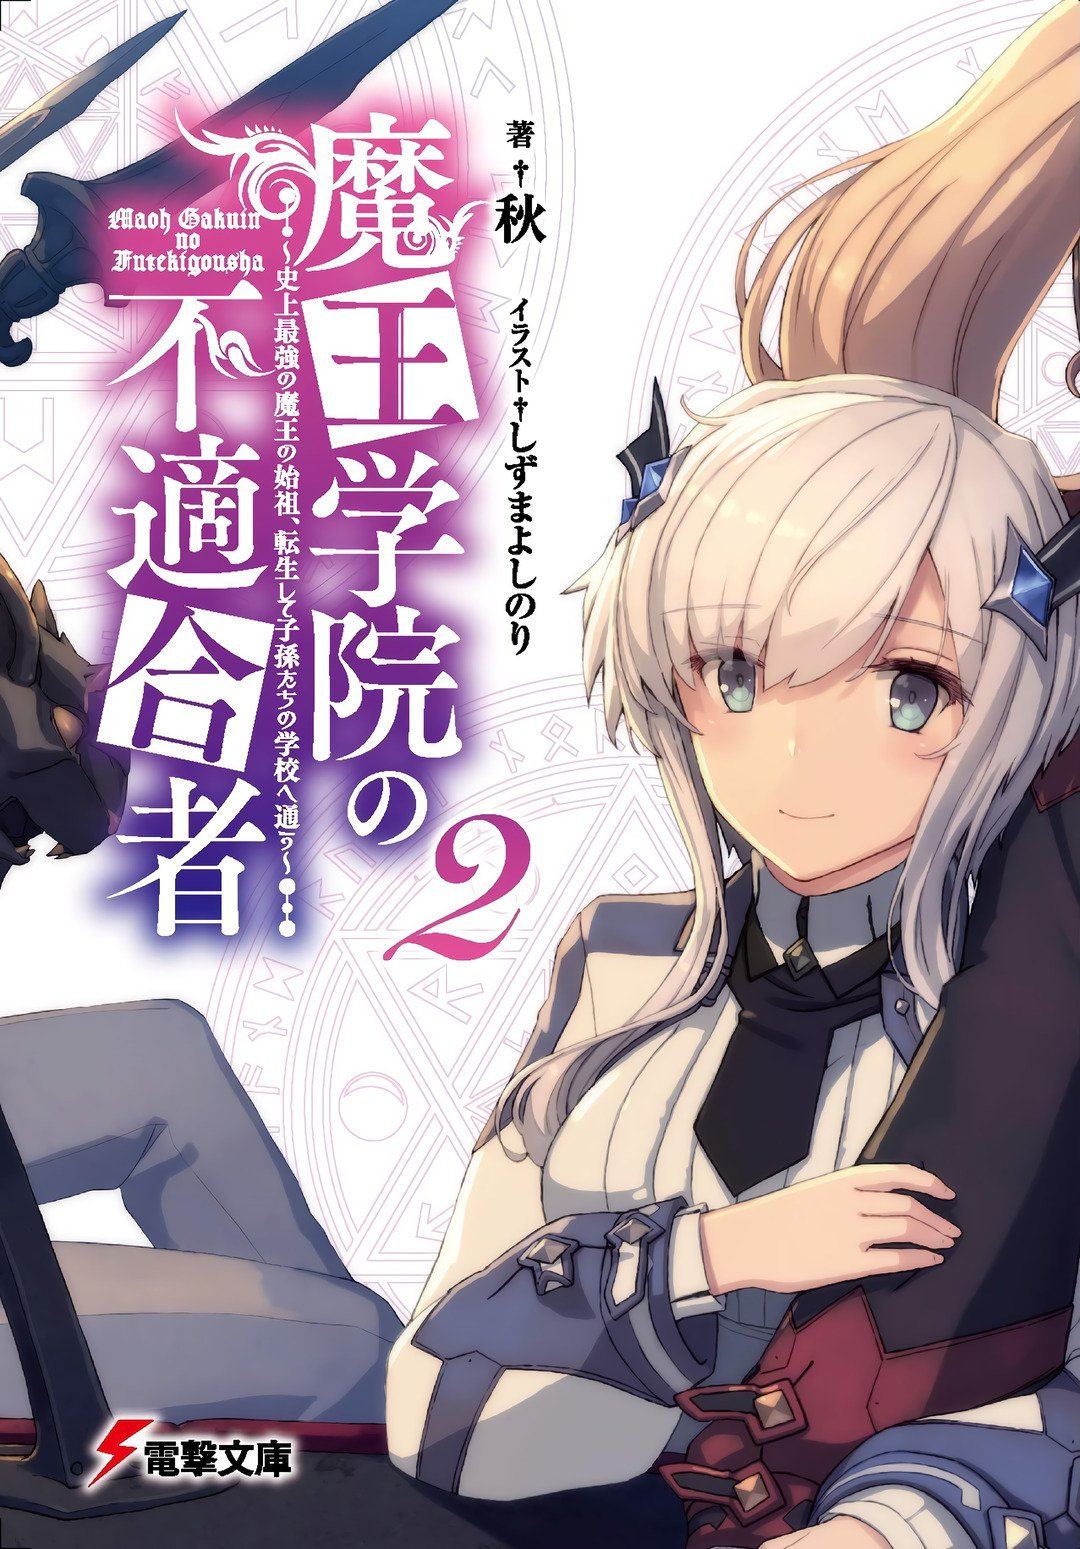 著†秋
イラスト†しずまよしのり
魔王学院の
不適合者
～史上最強の魔王の始祖、転生して子孫たちの学校へ通う～
Maoh Gakuin
no
Futekigousha
2
電撃文庫